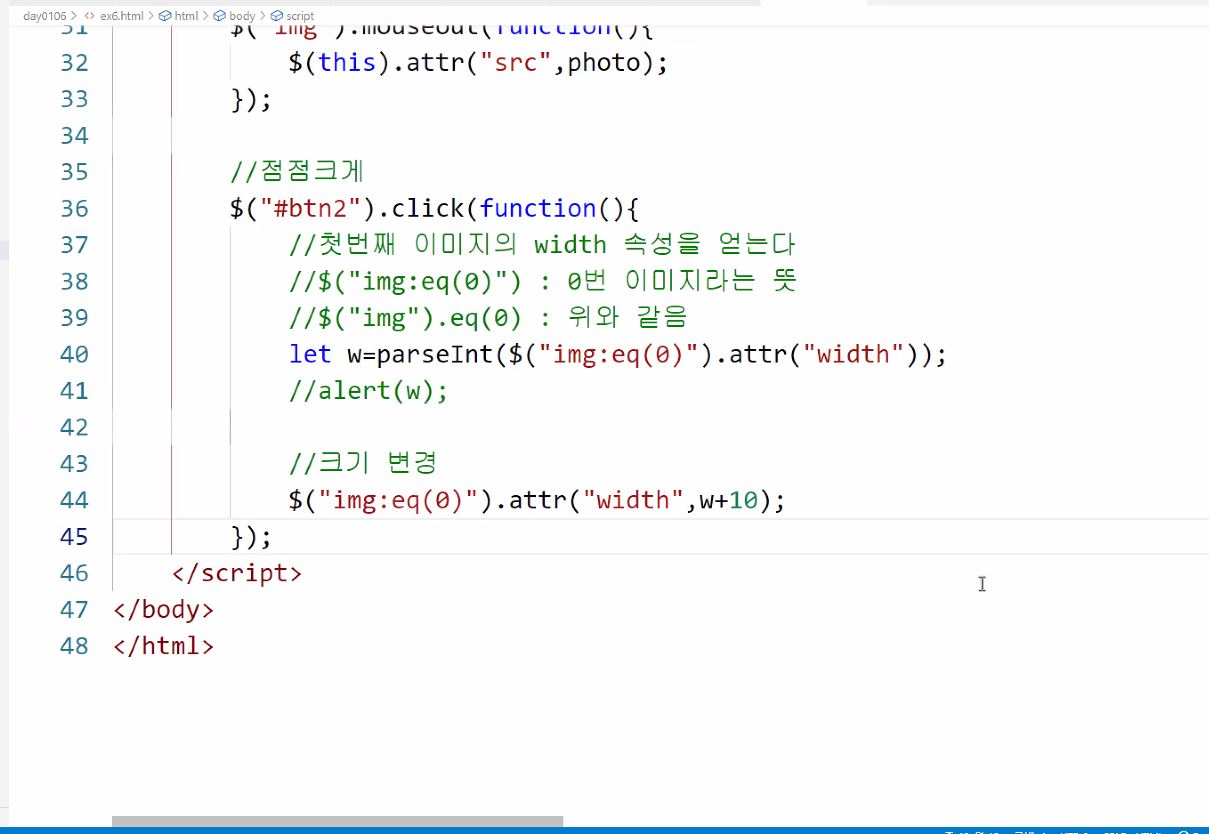 day0106 > <> ex6.html > html > body > script
31 $("img").mouseout(function(){
32 $(this).attr("src",photo);
33 });
34
35 //점점크게
36 $("#btn2").click(function(){
37 //첫번째 이미지의 width 속성을 얻는다
38 //$("img:eq(0)") : 0번 이미지라는 뜻
39 //$("img").eq(0) : 위와 같음
40 let w=parseInt($("img:eq(0)").attr("width"));
41 //alert(w);
42
43 //크기 변경
44 $("img:eq(0)").attr("width",w+10);
45 });
46 </script>
47 </body>
48 </html>